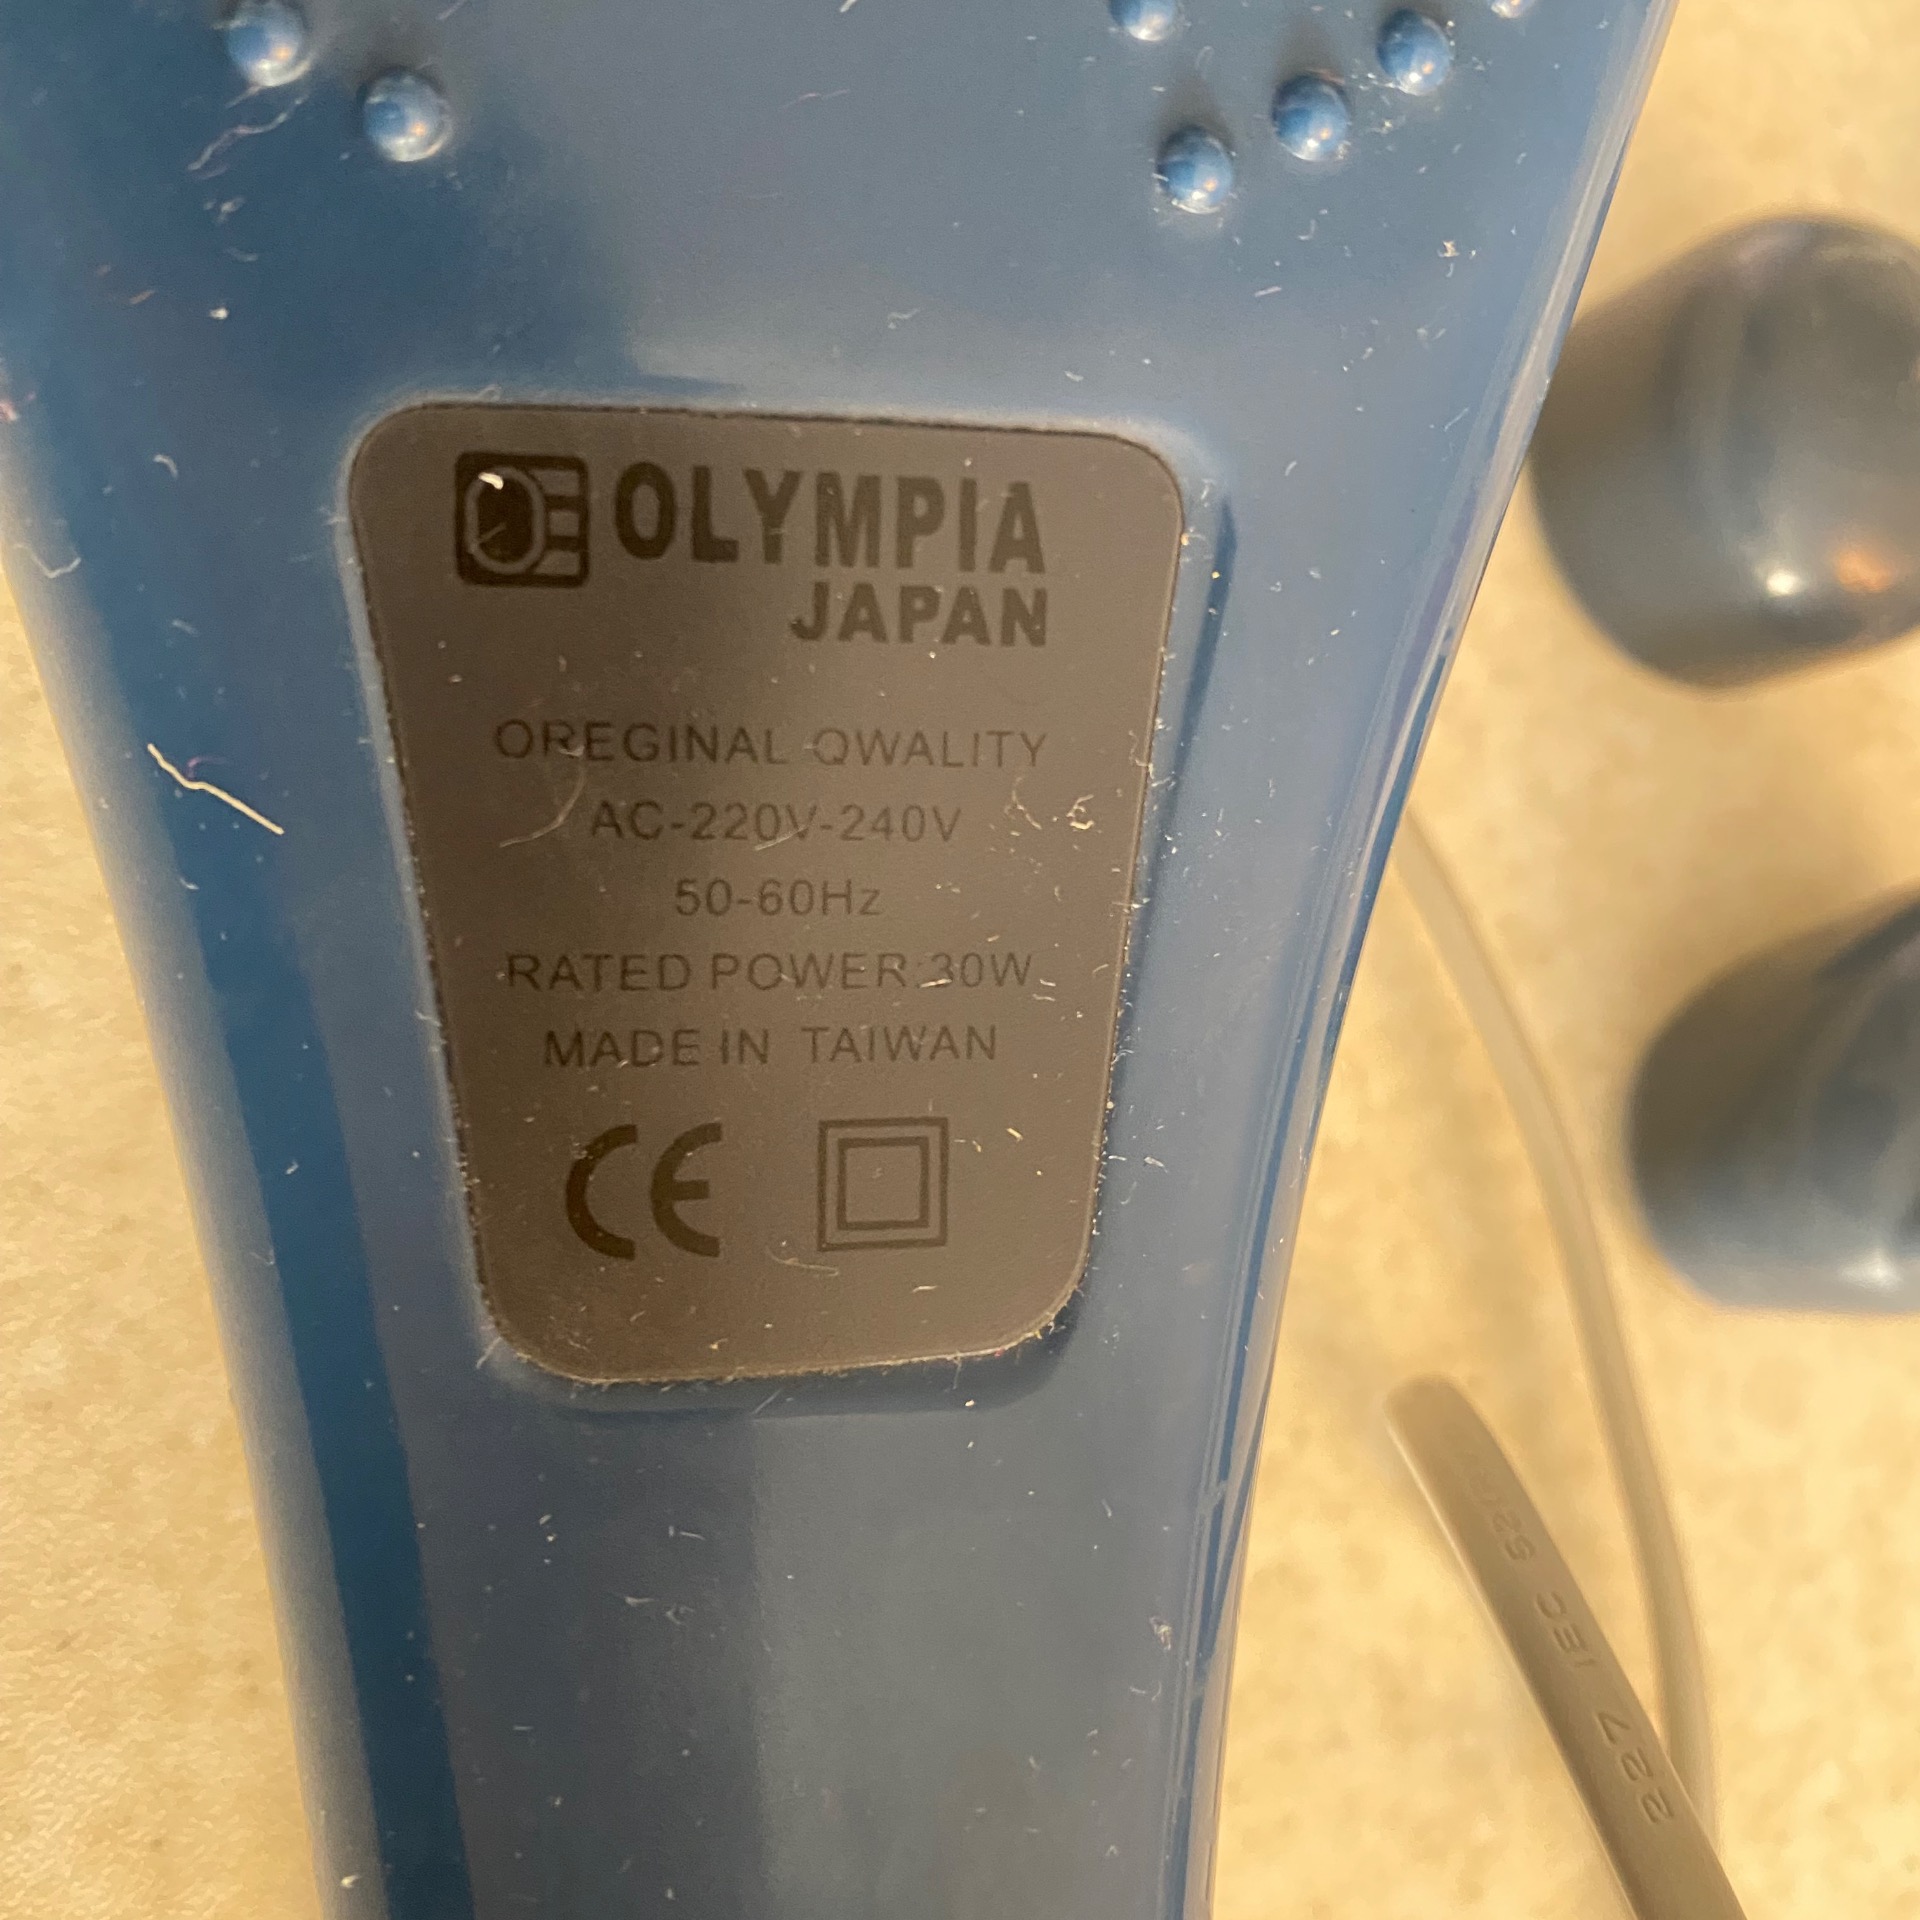 OLYMPIA
JAPAN
OREGINAL QWALITY
AC-220V-240V
50-60Hz
RATED POWER:30W
MADE IN TAIWAN
CE
227 IEC 52